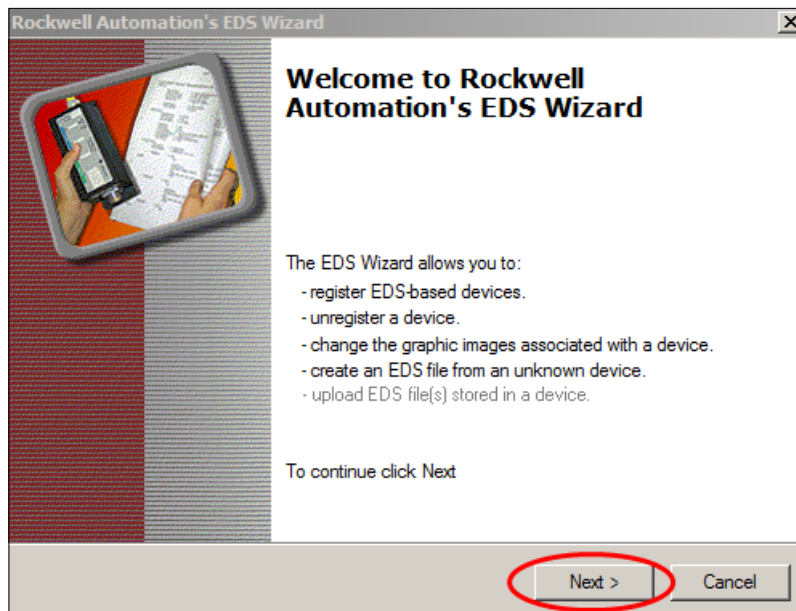 Rockwell Automation's EDS Wizard
Welcome to Rockwell
Automation's EDS Wizard
The EDS Wizard allows you to:
- register EDS-based devices.
- unregister a device.
- change the graphic images associated with a device.
- create an EDS file from an unknown device.
- upload EDS file(s) stored in a device.
To continue click Next
Next >
Cancel